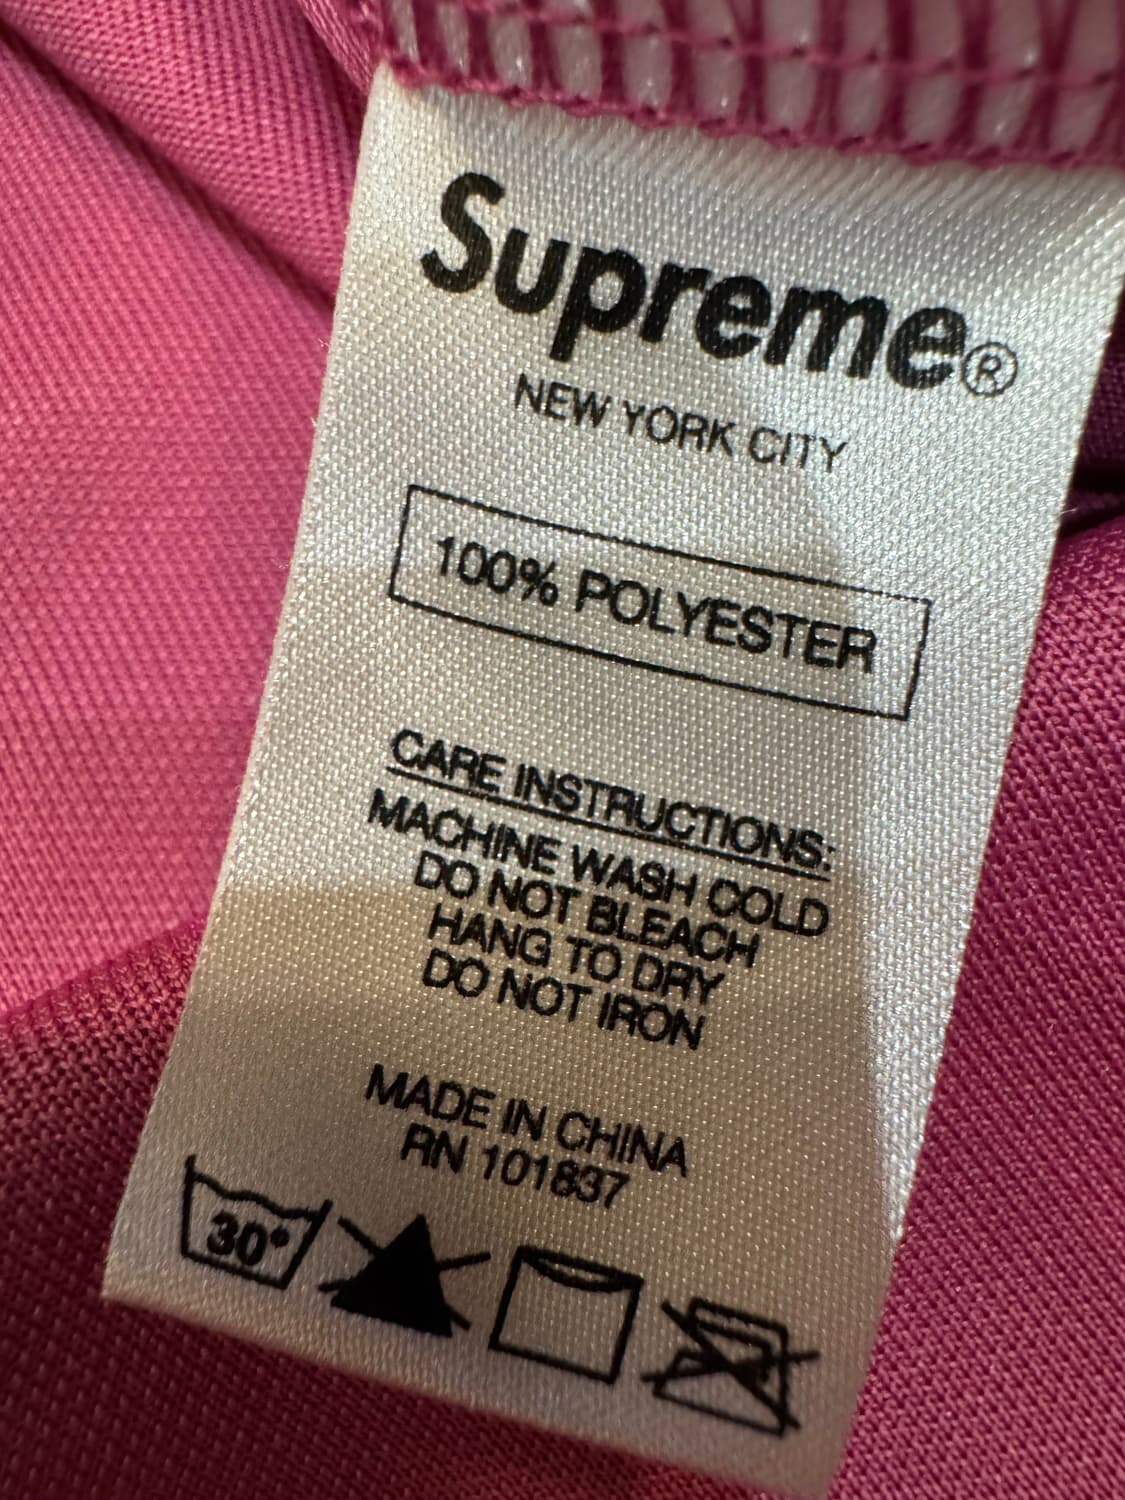 Supreme®
NEW YORK CITY
100% POLYESTER
CARE INSTRUCTIONS:
MACHINE WASH COLD
DO NOT BLEACH
HANG TO DRY
DO NOT IRON
MADE IN CHINA
RN 101837
30°